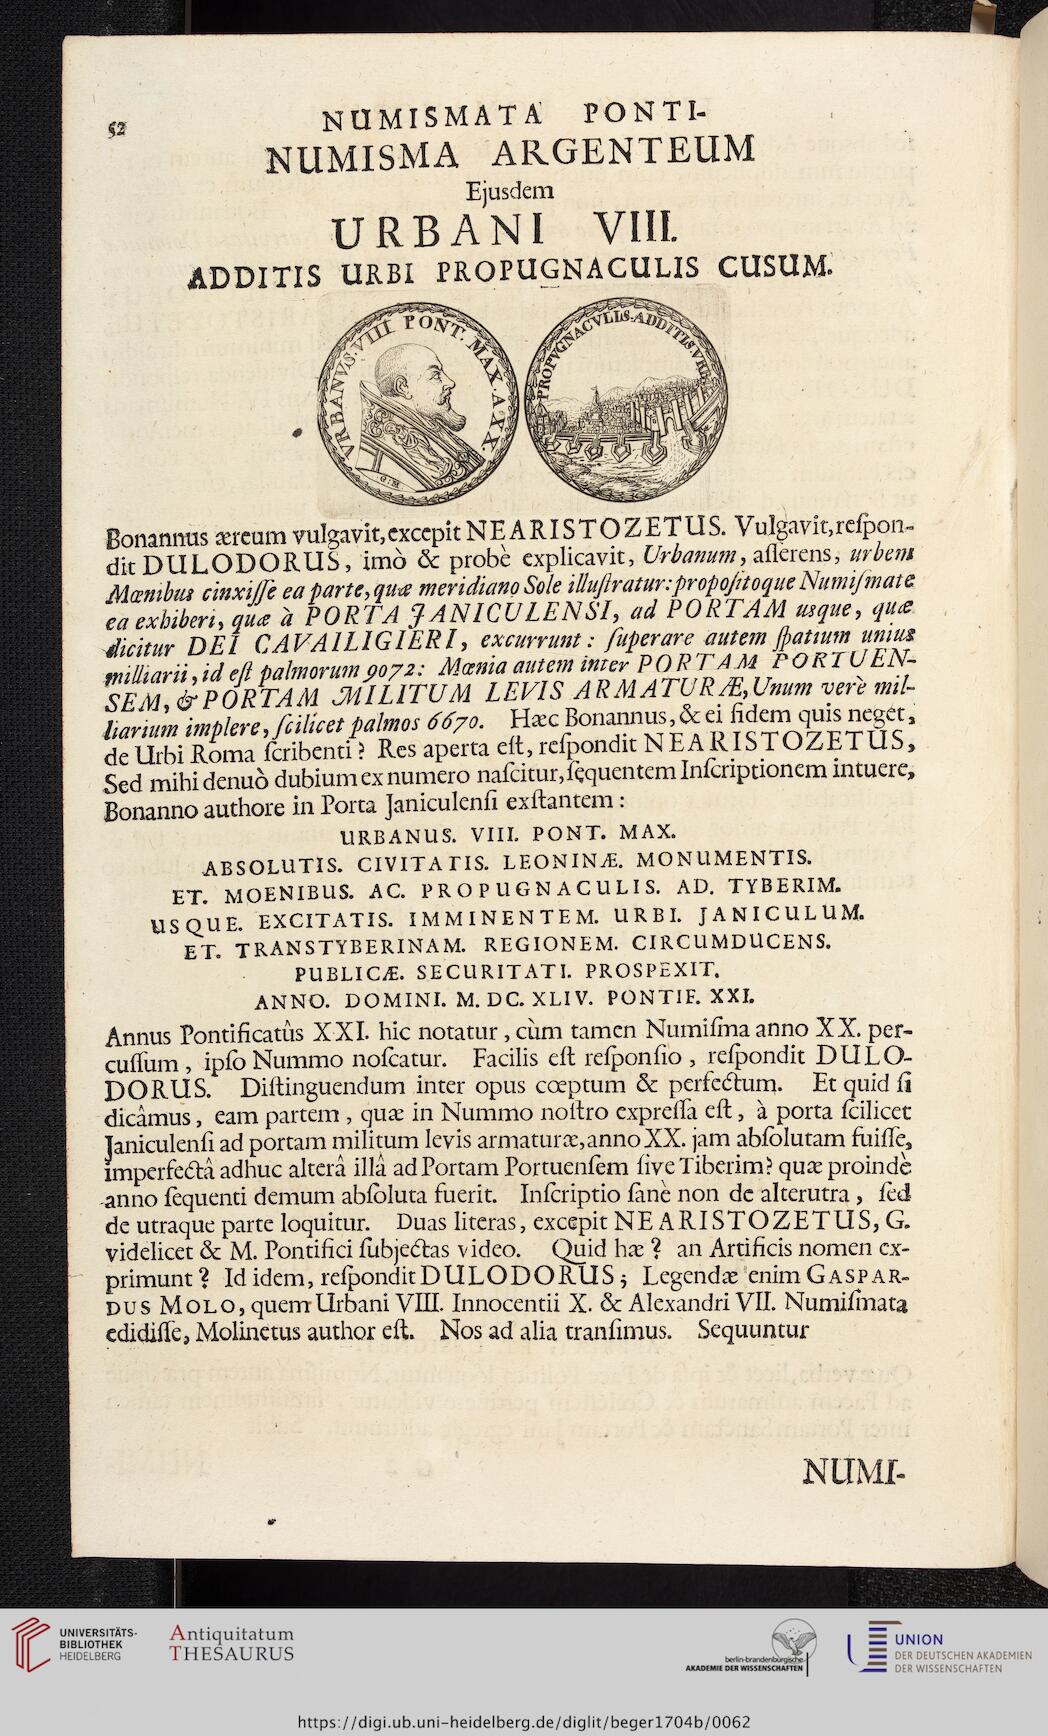 52
NUMISMATA PONTI-
NUMISMA ARGENTEUM
Ejusdem
URBANI VIII.
ADDITIS URBI PROPUGNACULIS CUSUM.
VRBANVS·VIII PONT·MAX·A XX·
G·M
PROPVGNACVLIS·ADDITIS VRBI
Bonannus æreum vulgavit, excepit NEARISTOZETUS. Vulgavit, reſpon-
dit DULODORUS, imò & probè explicavit, Urbanum, aſſerens, urbem
Mœnibus cinxiſſe ea parte, quæ meridiano Sole illuſtratur: propoſitoque Numiſmate
ea exhiberi, quæ à PORTA JANICULENSI, ad PORTAM usque, quæ
dicitur DEI CAVAILIGIERI, excurrunt: ſuperare autem ſpatium unius
milliarii, id eſt palmorum 9072: Mœnia autem inter PORTAM PORTUEN-
SEM, & PORTAM MILITUM LEVIS ARMATURÆ, Unum verè mil-
liarium implere, ſcilicet palmos 6670. Hæc Bonannus, & ei fidem quis neget,
de Urbi Roma ſcribenti? Res aperta eſt, reſpondit NEARISTOZETUS,
Sed mihi denuò dubium ex numero naſcitur, ſequentem Inſcriptionem intuere,
Bonanno authore in Porta Janiculenſi exſtantem:
URBANUS. VIII. PONT. MAX.
ABSOLUTIS. CIVITATIS. LEONINÆ. MONUMENTIS.
ET. MOENIBUS. AC. PROPUGNACULIS. AD. TYBERIM.
USQUE. EXCITATIS. IMMINENTEM. URBI. JANICULUM.
ET. TRANSTYBERINAM. REGIONEM. CIRCUMDUCENS.
PUBLICÆ. SECURITATI. PROSPEXIT.
ANNO. DOMINI. M. DC. XLIV. PONTIF. XXI.
Annus Pontificatûs XXI. hic notatur, cùm tamen Numiſma anno XX. per-
cuſſum, ipſo Nummo noſcatur. Facilis eſt reſponſio, reſpondit DULO-
DORUS. Diſtinguendum inter opus cœptum & perfectum. Et quid ſi
dicâmus, eam partem, quæ in Nummo noſtro expreſſa eſt, à porta ſcilicet
Janiculenſi ad portam militum levis armaturæ, anno XX. jam abſolutam fuiſſe,
imperfectâ adhuc alterâ illâ ad Portam Portuenſem ſive Tiberim? quæ proindè
anno ſequenti demum abſoluta fuerit. Inſcriptio ſanè non de alterutra, ſed
de utraque parte loquitur. Duas literas, excepit NEARISTOZETUS, G.
videlicet & M. Pontifici ſubjectas video. Quid hæ? an Artificis nomen ex-
primunt? Id idem, reſpondit DULODORUS; Legendæ enim GASPAR-
DUS MOLO, quem Urbani VIII. Innocentii X. & Alexandri VII. Numiſmata
edidiſſe, Molinetus author eſt. Nos ad alia tranſimus. Sequuntur
NUMI-
UNIVERSITÄTS-
BIBLIOTHEK
HEIDELBERG
Antiquitatum
THESAURUS
berlin-brandenburgische
AKADEMIE DER WISSENSCHAFTEN
UNION
DER DEUTSCHEN AKADEMIEN
DER WISSENSCHAFTEN
https://digi.ub.uni-heidelberg.de/diglit/beger1704b/0062